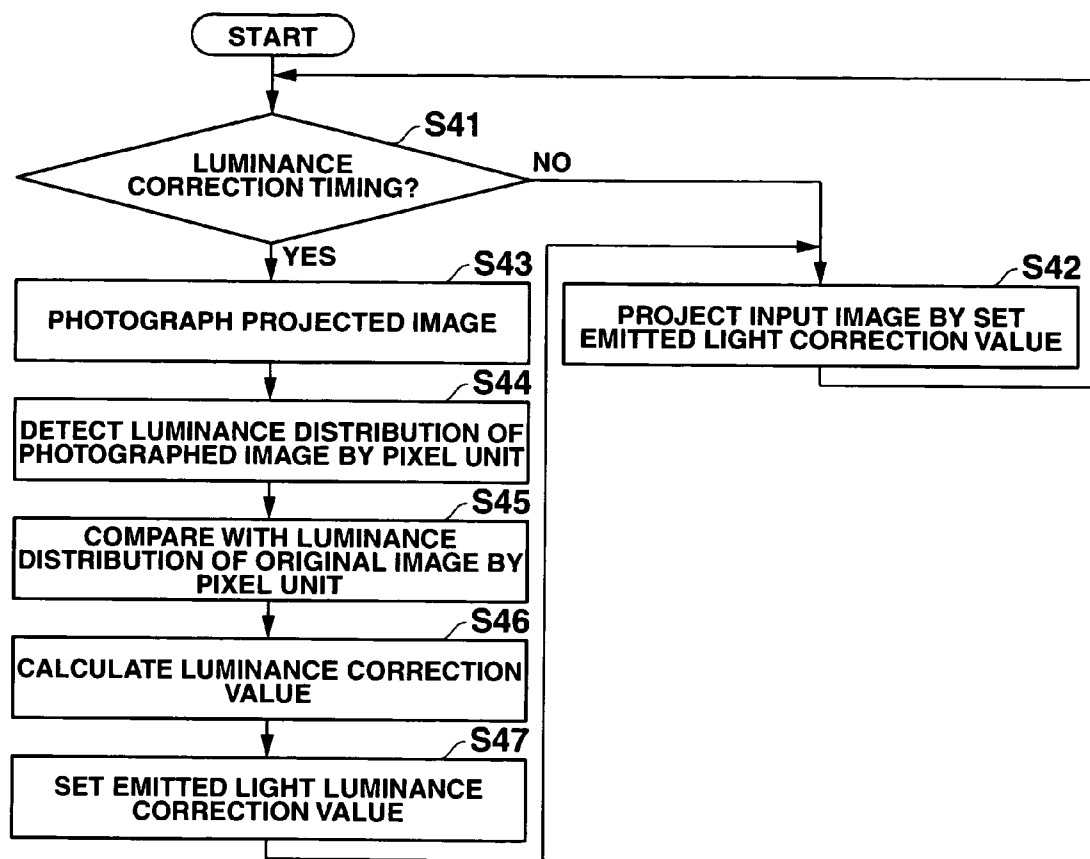 START
S41
LUMINANCE
CORRECTION TIMING?
NO
YES
S43
PHOTOGRAPH PROJECTED IMAGE
S42
PROJECT INPUT IMAGE BY SET
EMITTED LIGHT CORRECTION VALUE
S44
DETECT LUMINANCE DISTRIBUTION OF
PHOTOGRAPHED IMAGE BY PIXEL UNIT
S45
COMPARE WITH LUMINANCE
DISTRIBUTION OF ORIGINAL IMAGE BY
PIXEL UNIT
S46
CALCULATE LUMINANCE CORRECTION
VALUE
S47
SET EMITTED LIGHT LUMINANCE
CORRECTION VALUE